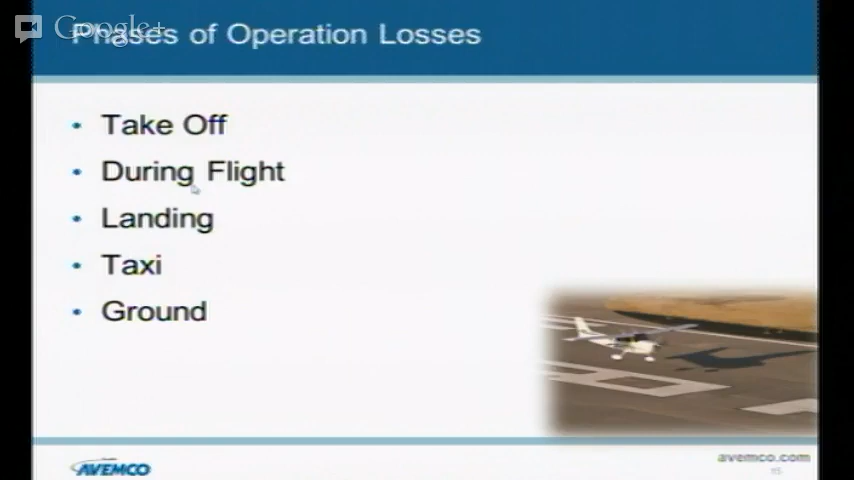 Google+
Phases of Operation Losses
• Take Off
• During Flight
• Landing
• Taxi
• Ground
AVEMCO
avemco.com